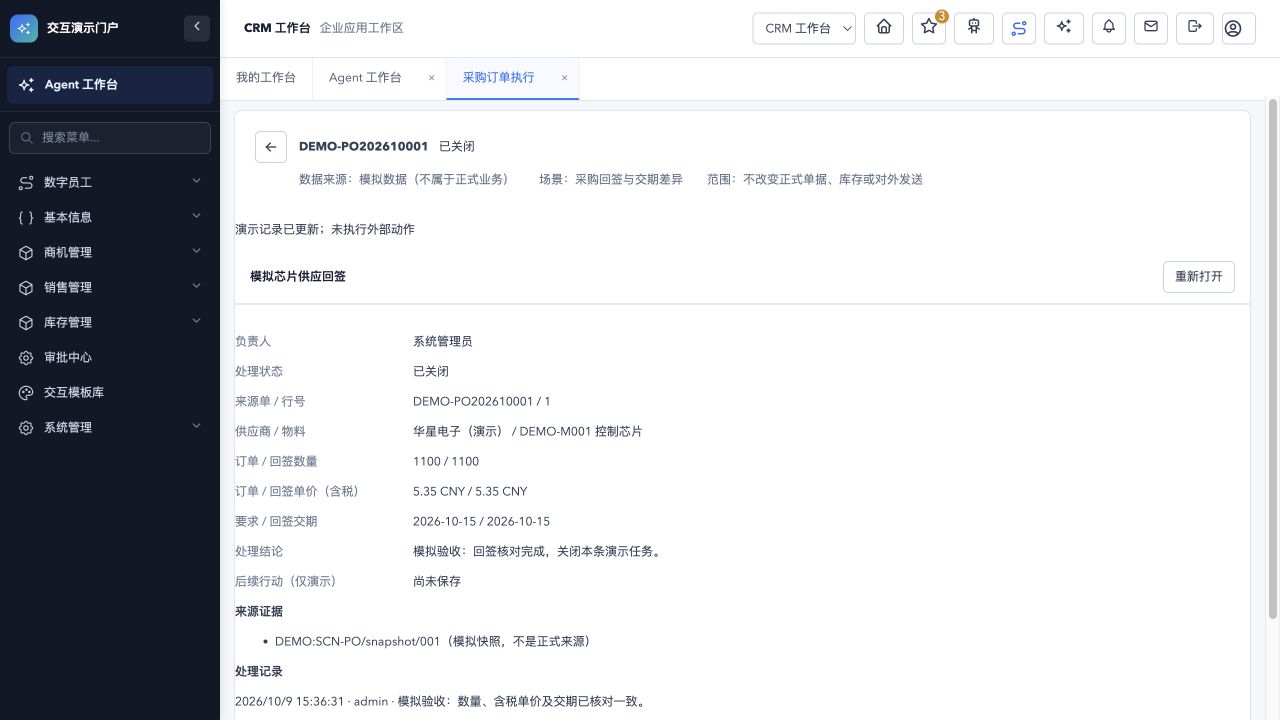 交互演示门户
CRM 工作台 企业应用工作区
CRM 工作台
3
Agent 工作台
我的工作台
Agent 工作台 ×
采购订单执行 ×
搜索菜单...
数字员工
基本信息
商机管理
销售管理
库存管理
审批中心
交互模板库
系统管理
DEMO-PO202610001 已关闭
数据来源：模拟数据（不属于正式业务） 场景：采购回签与交期差异 范围：不改变正式单据、库存或对外发送
演示记录已更新；未执行外部动作
模拟芯片供应回签
重新打开
负责人 系统管理员
处理状态 已关闭
来源单 / 行号 DEMO-PO202610001 / 1
供应商 / 物料 华星电子（演示） / DEMO-M001 控制芯片
订单 / 回签数量 1100 / 1100
订单 / 回签单价（含税） 5.35 CNY / 5.35 CNY
要求 / 回签交期 2026-10-15 / 2026-10-15
处理结论 模拟验收：回签核对完成，关闭本条演示任务。
后续行动（仅演示） 尚未保存
来源证据
• DEMO:SCN-PO/snapshot/001（模拟快照，不是正式来源）
处理记录
2026/10/9 15:36:31 · admin · 模拟验收：数量、含税单价及交期已核对一致。